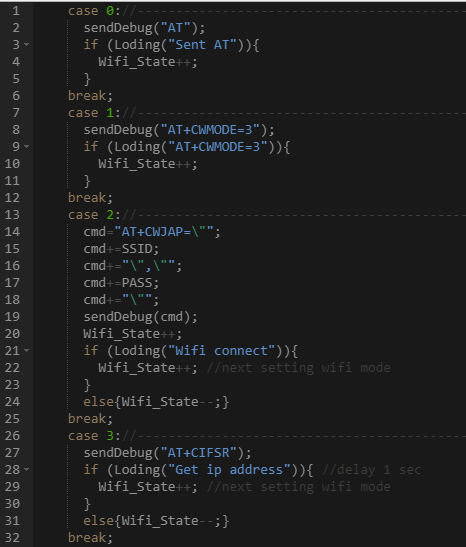 1 case 0://------------------------------------------
2 sendDebug("AT");
3 if (Loding("Sent AT")){
4 Wifi_State++;
5 }
6 break;
7 case 1://------------------------------------------
8 sendDebug("AT+CWMODE=3");
9 if (Loding("AT+CWMODE=3")){
10 Wifi_State++;
11 }
12 break;
13 case 2://------------------------------------------
14 cmd="AT+CWJAP=\"";
15 cmd+=SSID;
16 cmd+="\",\"";
17 cmd+=PASS;
18 cmd+="\"";
19 sendDebug(cmd);
20 Wifi_State++;
21 if (Loding("Wifi connect")){
22 Wifi_State++; //next setting wifi mode
23 }
24 else{Wifi_State--;}
25 break;
26 case 3://------------------------------------------
27 sendDebug("AT+CIFSR");
28 if (Loding("Get ip address")){ //delay 1 sec
29 Wifi_State++; //next setting wifi mode
30 }
31 else{Wifi_State--;}
32 break;